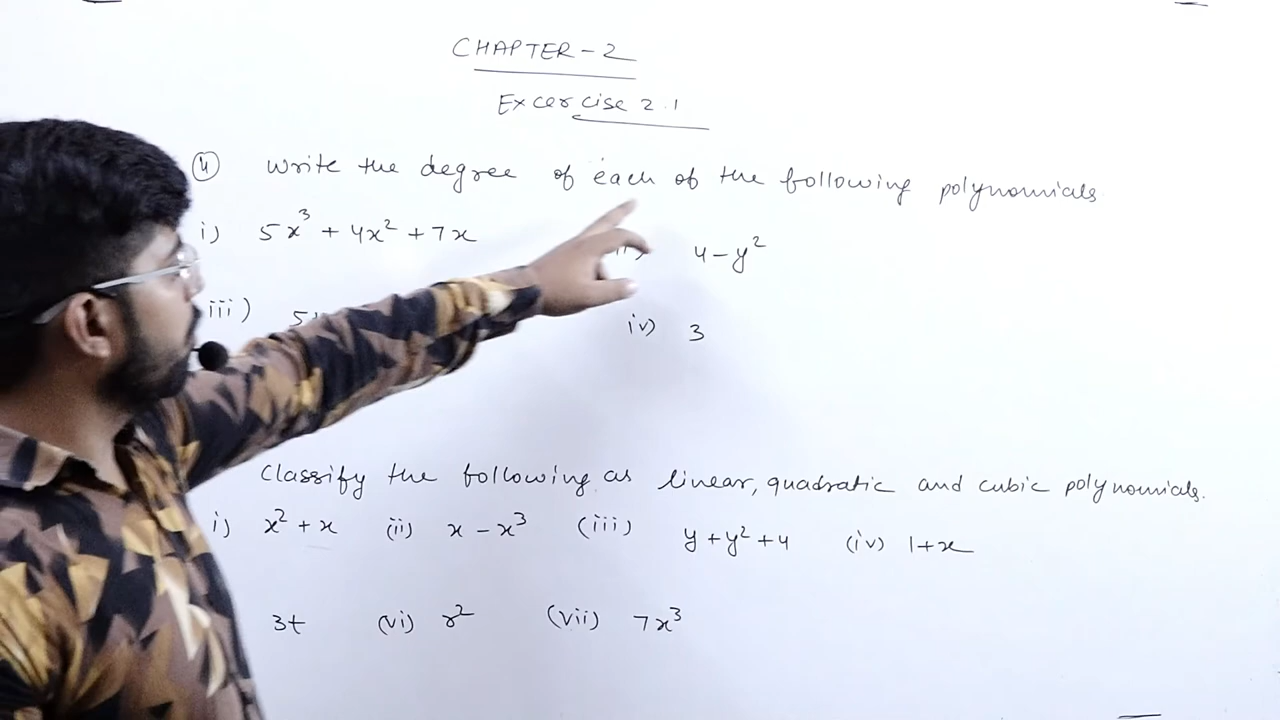 CHAPTER-2
Excercise 2.1
4 Write the degree of each of the following polynomials
i) 5x³ + 4x² + 7x 4-y²
iii) iv) 3
Classify the following as linear, quadratic and cubic polynomials.
i) x² + x (ii) x - x³ (iii) y + y² + 4 (iv) 1+x
3t (vi) r² (vii) 7x³